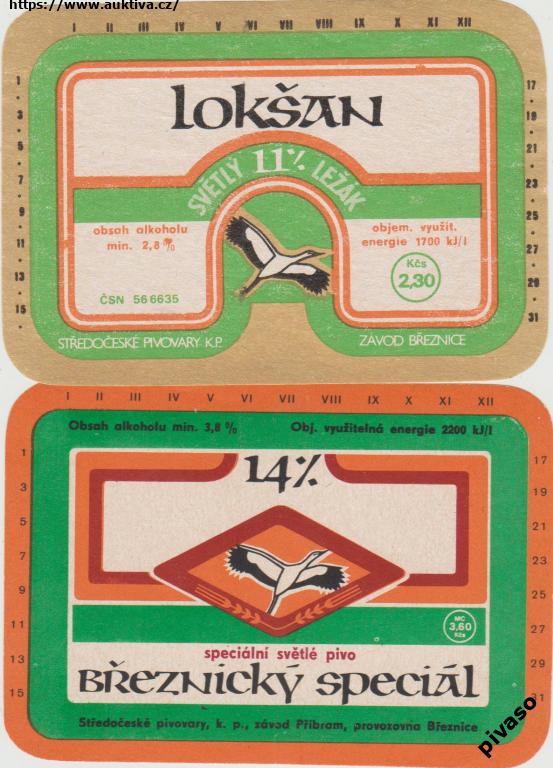 https://www.auktiva.cz/
I II III IV V VI VII VIII IX X XI XII
1
3
5
7
9
11
13
15
17
19
21
23
25
27
29
31
lokšan
SVĚTLÝ 11% LEŽÁK
obsah alkoholu
min. 2,8 %
ČSN 56 6635
objem. využit.
energie 1700 kJ/l
Kčs
2,30
STŘEDOČESKÉ PIVOVARY K.P.
ZÁVOD BŘEZNICE
I II III IV V VI VII VIII IX X XI XII
Obsah alkoholu min. 3,8 %
Obj. využitelná energie 2200 kJ/l
1
3
5
7
9
11
13
15
17
19
21
23
25
27
29
31
14%
MC
3,60
Kčs
speciální světlé pivo
Březnický speciál
Středočeské pivovary, k. p., závod Příbram, provozovna Březnice
pivaso